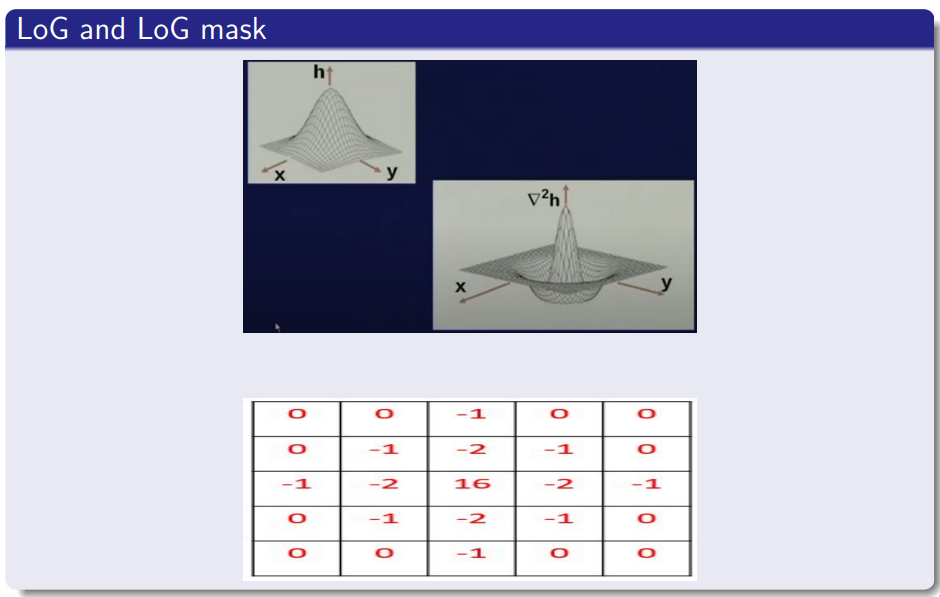 LoG and LoG mask
h
x y
∇²h
x y
0 0 -1 0 0
0 -1 -2 -1 0
-1 -2 16 -2 -1
0 -1 -2 -1 0
0 0 -1 0 0